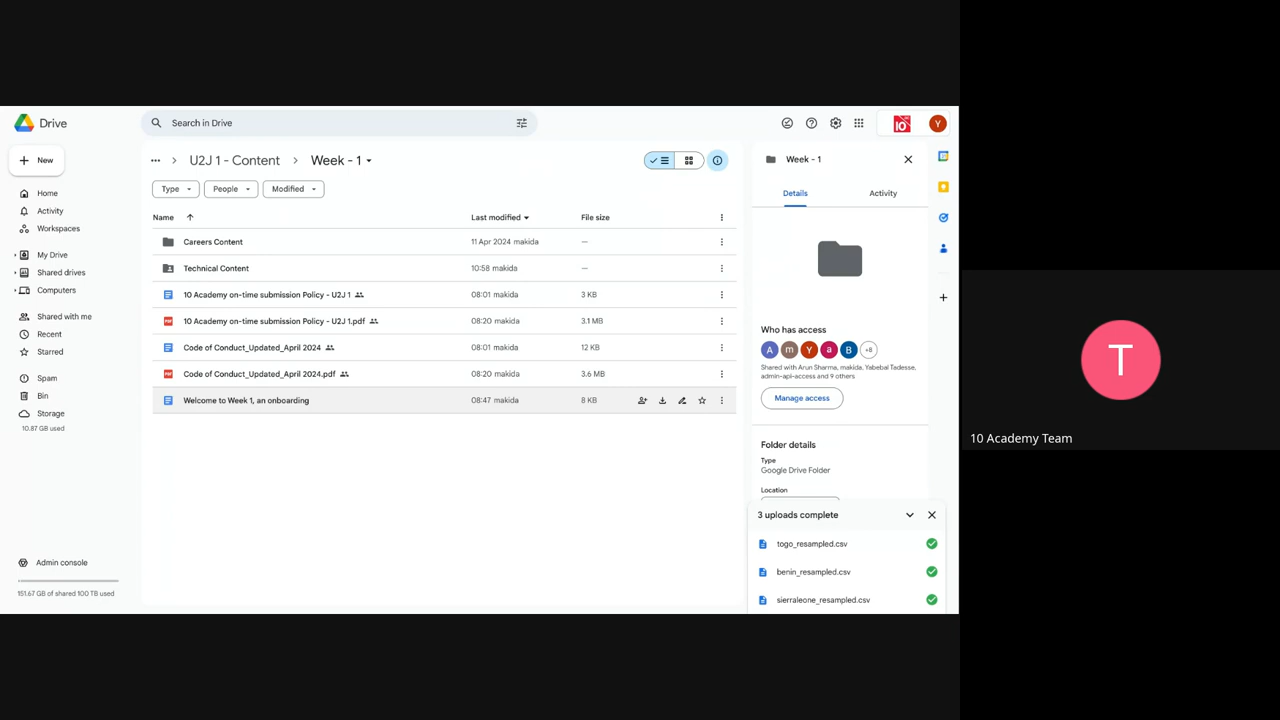 Drive
Search in Drive
10
Y
New
U2J 1 - Content
Week - 1
Week - 1
Type
People
Modified
Details
Activity
Home
Activity
Workspaces
My Drive
Shared drives
Computers
Shared with me
Recent
Starred
Spam
Bin
Storage
10.87 GB used
Admin console
151.67 GB of shared 100 TB used
Name
Last modified
File size
Careers Content
11 Apr 2024 makida
—
Technical Content
10:58 makida
—
10 Academy on-time submission Policy - U2J 1
08:01 makida
3 KB
10 Academy on-time submission Policy - U2J 1.pdf
08:20 makida
3.1 MB
Code of Conduct_Updated_April 2024
08:01 makida
12 KB
Code of Conduct_Updated_April 2024.pdf
08:20 makida
3.6 MB
Welcome to Week 1, an onboarding
08:47 makida
8 KB
Who has access
A
m
Y
a
B
+8
Shared with Arun Sharma, makida, Yabebal Tadesse,
admin-api-access and 9 others
Manage access
Folder details
Type
Google Drive Folder
Location
3 uploads complete
togo_resampled.csv
benin_resampled.csv
sierraleone_resampled.csv
T
10 Academy Team